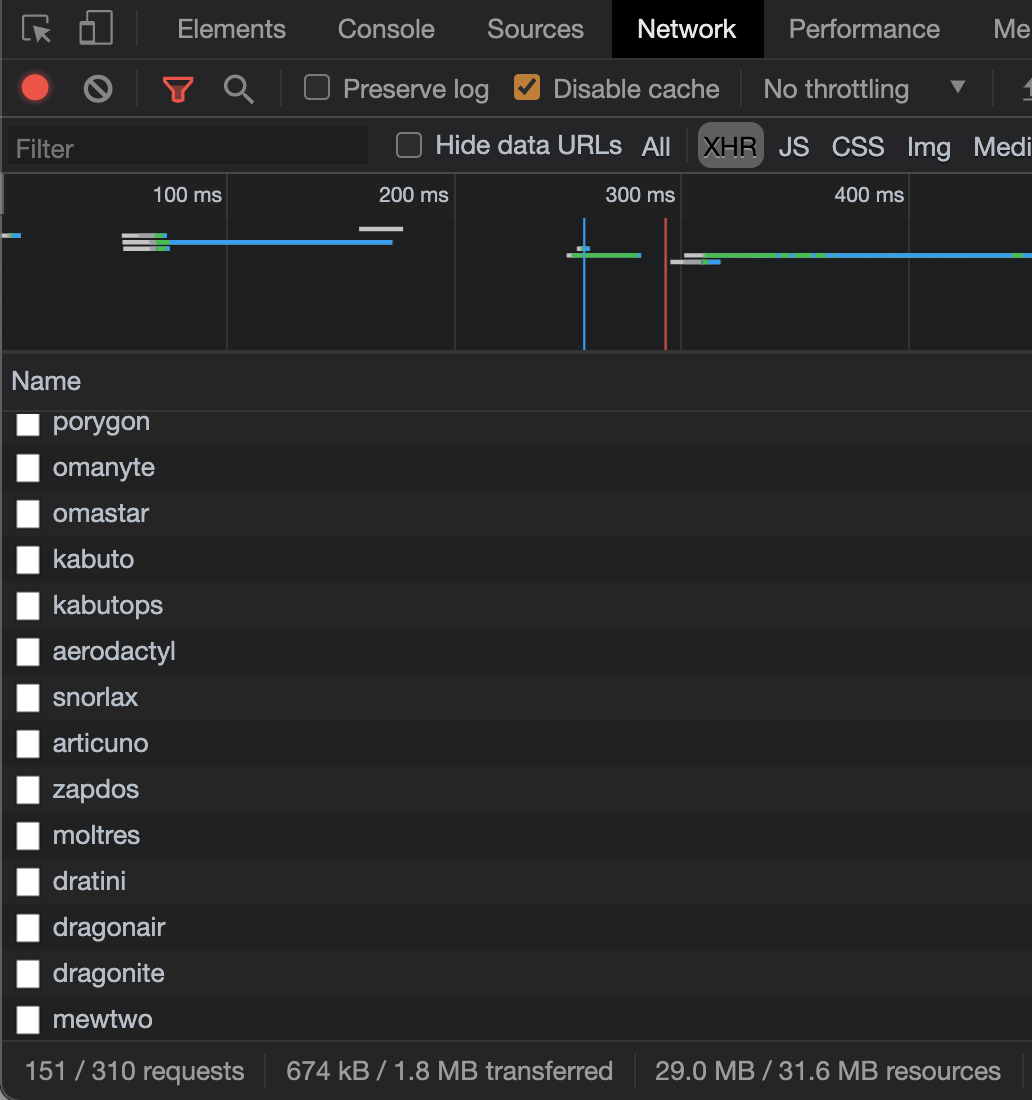 Elements Console Sources Network Performance Me
Preserve log Disable cache No throttling
Filter Hide data URLs All XHR JS CSS Img Medi
100 ms 200 ms 300 ms 400 ms
Name
porygon
omanyte
omastar
kabuto
kabutops
aerodactyl
snorlax
articuno
zapdos
moltres
dratini
dragonair
dragonite
mewtwo
151 / 310 requests 674 kB / 1.8 MB transferred 29.0 MB / 31.6 MB resources